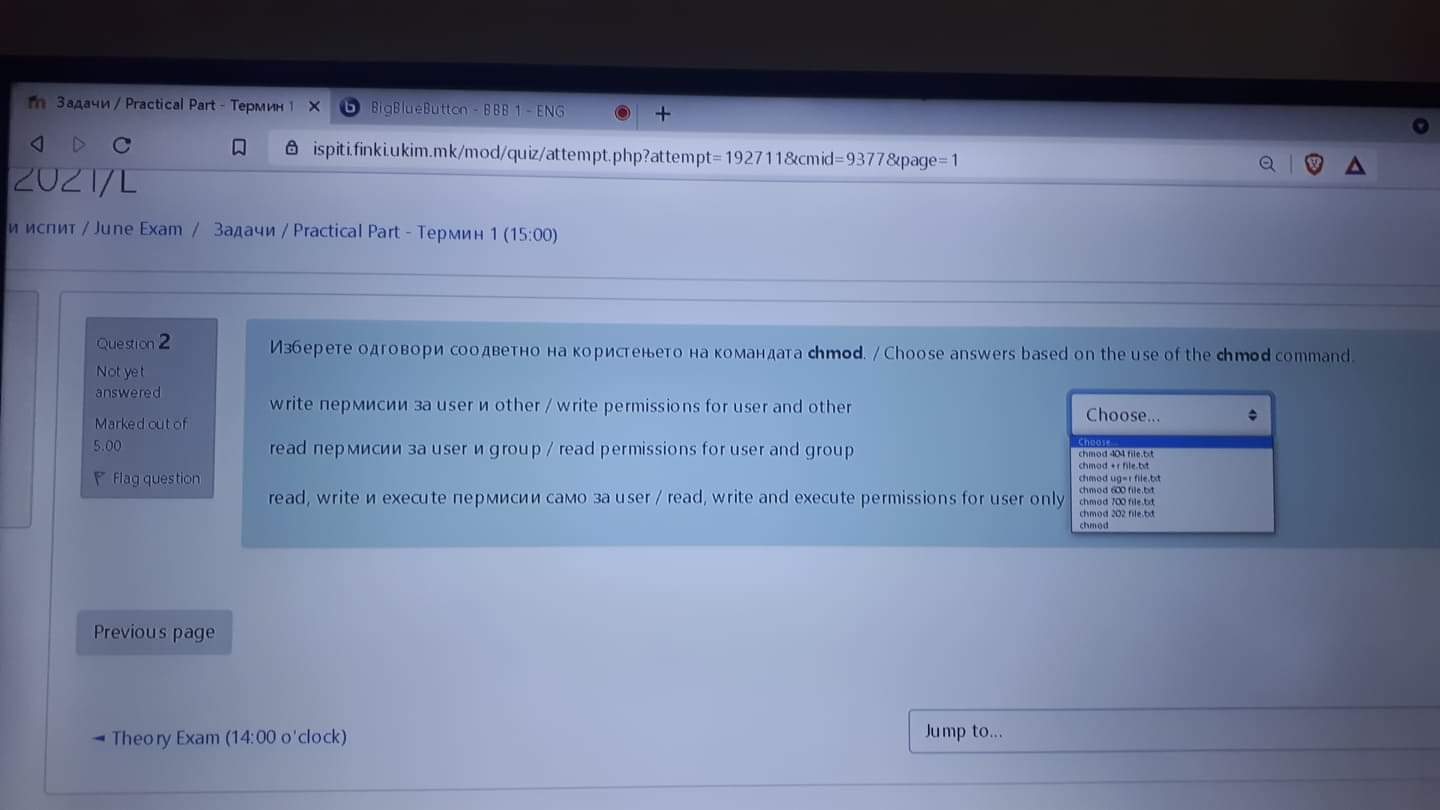 Задачи / Practical Part - Термин 1
BigBlueButton - BBB 1 - ENG
ispiti.finki.ukim.mk/mod/quiz/attempt.php?attempt=192711&cmid=9377&page=1
2021/L
и испит / June Exam / Задачи / Practical Part - Термин 1 (15:00)
Question 2
Not yet
answered
Marked out of
5.00
Flag question
Изберете одговори соодветно на користењето на командата chmod. / Choose answers based on the use of the chmod command.
write пермисии за user и other / write permissions for user and other
read пермисии за user и group / read permissions for user and group
read, write и execute пермисии само за user / read, write and execute permissions for user only
Choose...
Choose...
chmod 404 file.txt
chmod +r file.txt
chmod ug=r file.txt
chmod 600 file.txt
chmod 700 file.txt
chmod 202 file.txt
chmod
Previous page
◄ Theory Exam (14:00 o'clock)
Jump to...